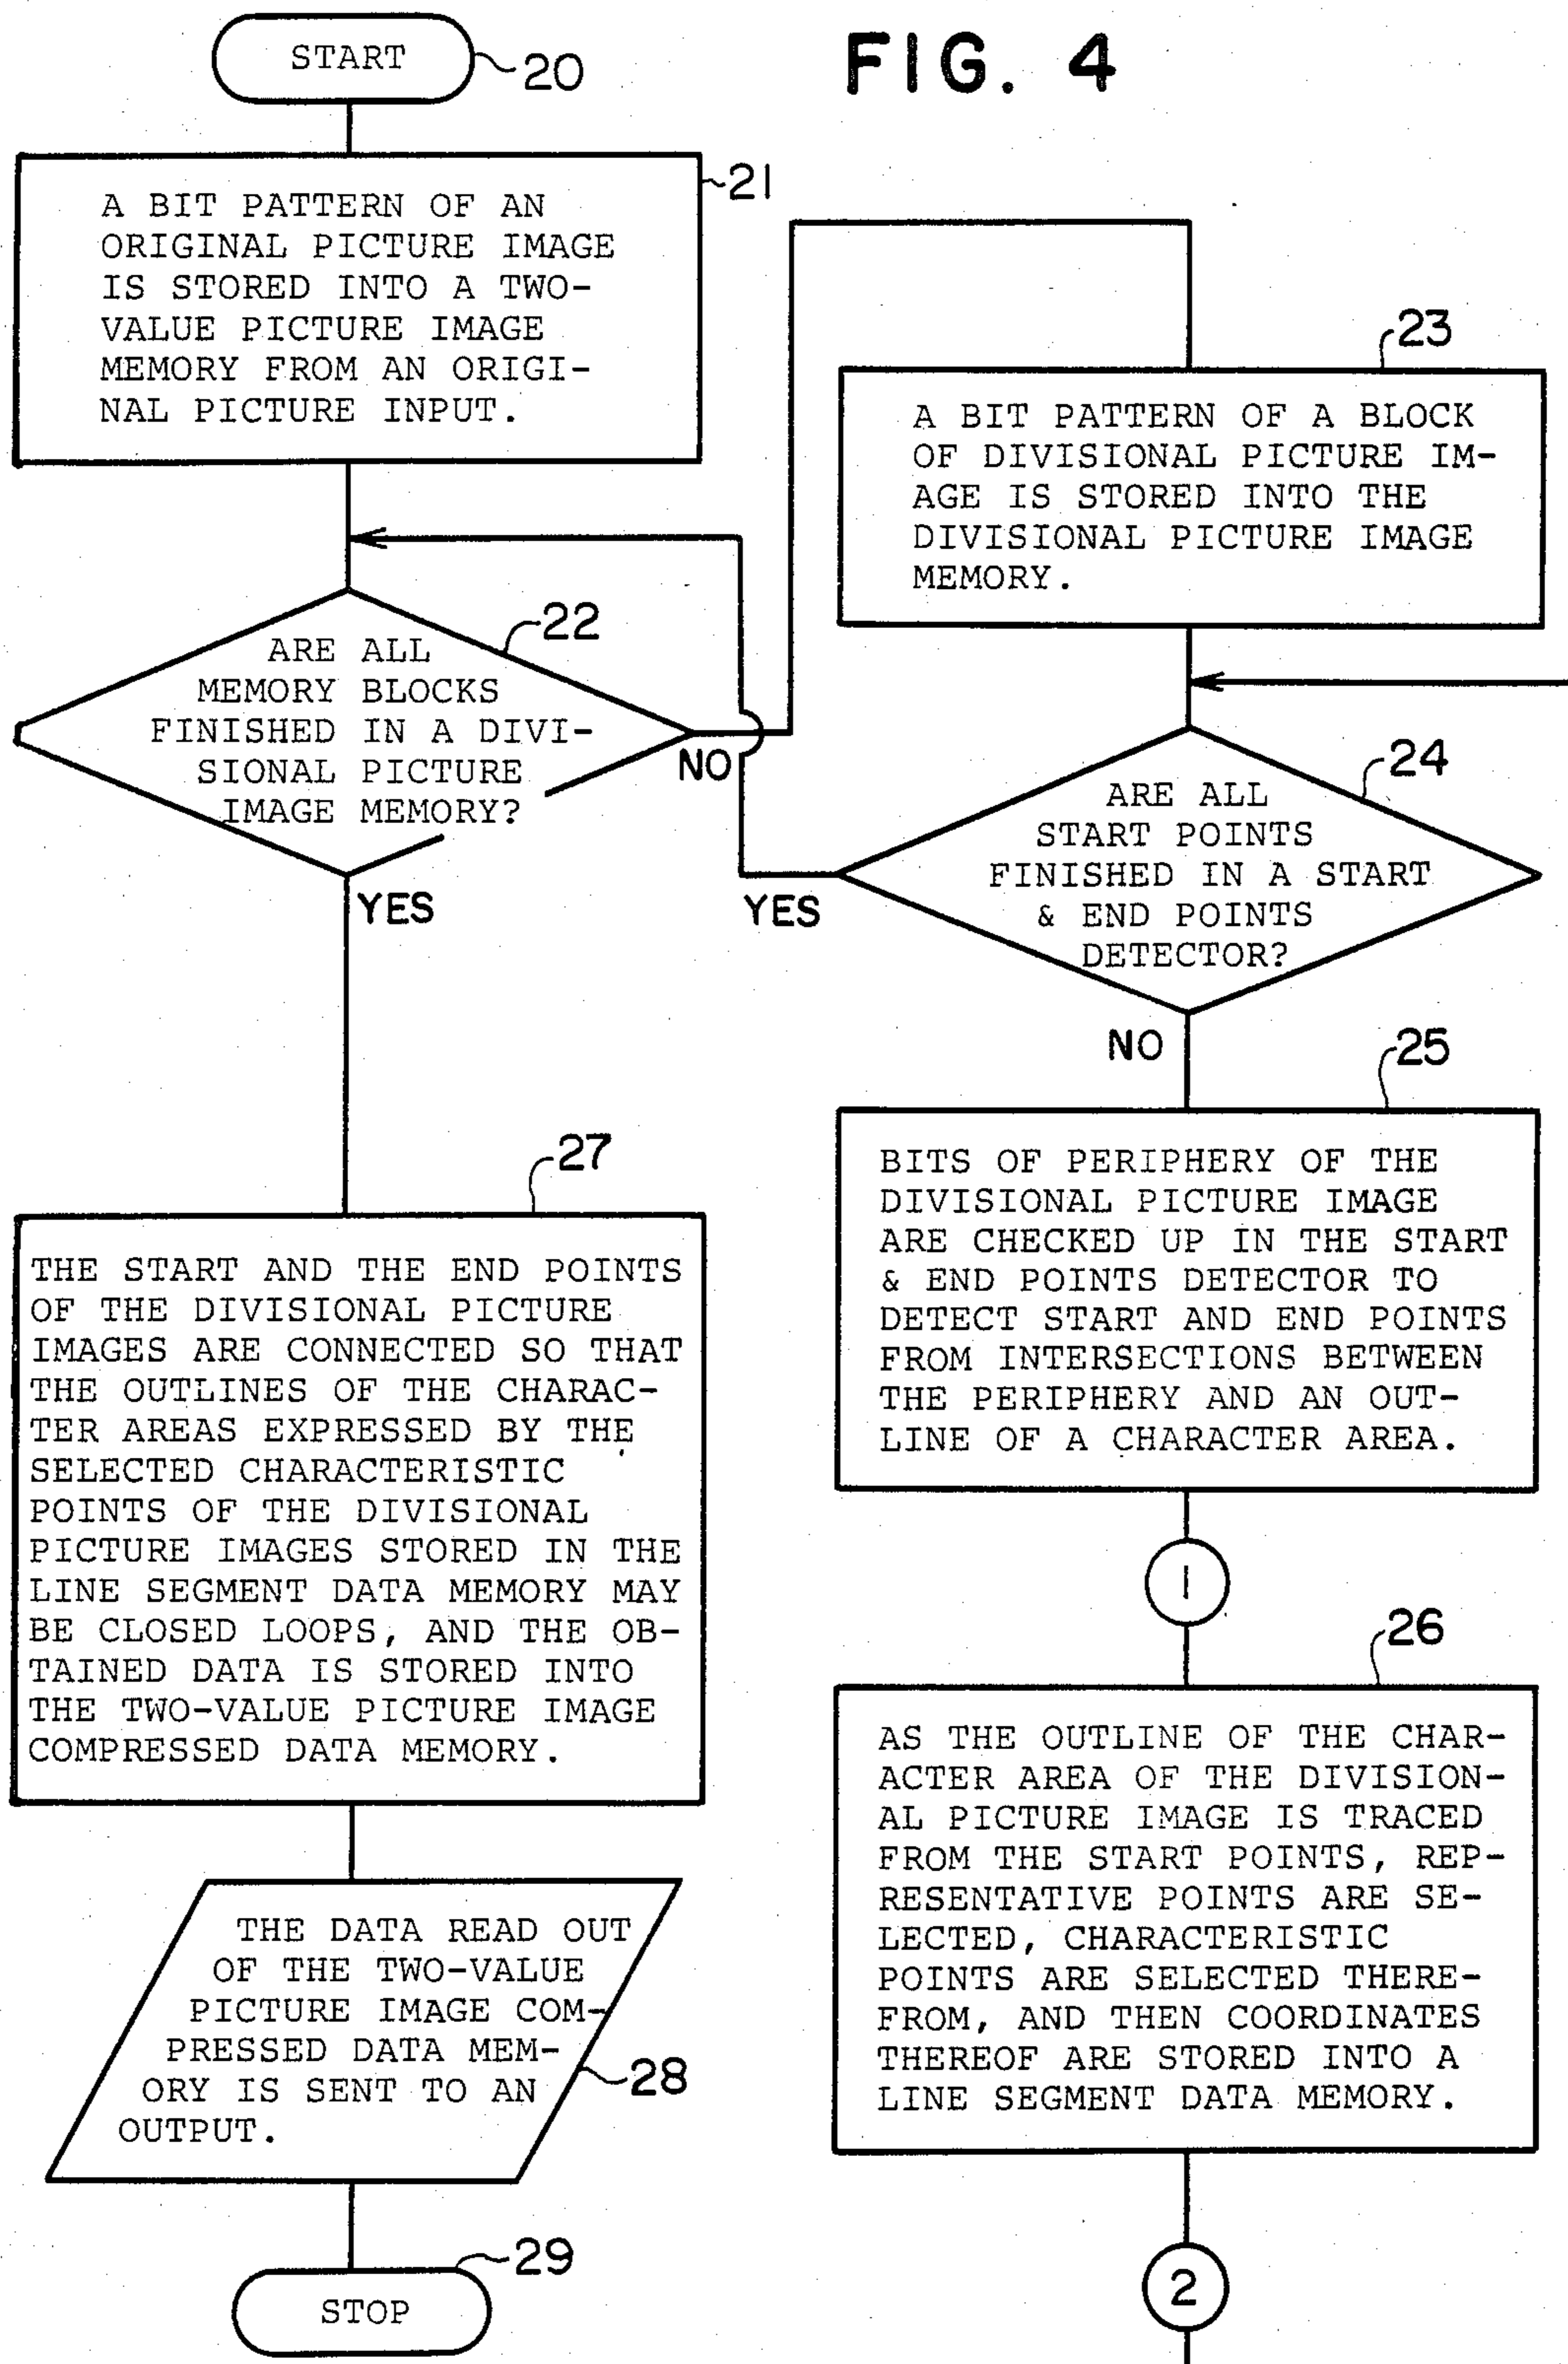 FIG. 4
START
20
21
A BIT PATTERN OF AN
ORIGINAL PICTURE IMAGE
IS STORED INTO A TWO-
VALUE PICTURE IMAGE
MEMORY FROM AN ORIGI-
NAL PICTURE INPUT.
22
ARE ALL
MEMORY BLOCKS
FINISHED IN A DIVI-
SIONAL PICTURE
IMAGE MEMORY?
NO
YES
23
A BIT PATTERN OF A BLOCK
OF DIVISIONAL PICTURE IM-
AGE IS STORED INTO THE
DIVISIONAL PICTURE IMAGE
MEMORY.
24
ARE ALL
START POINTS
FINISHED IN A START
& END POINTS
DETECTOR?
YES
NO
25
BITS OF PERIPHERY OF THE
DIVISIONAL PICTURE IMAGE
ARE CHECKED UP IN THE START
& END POINTS DETECTOR TO
DETECT START AND END POINTS
FROM INTERSECTIONS BETWEEN
THE PERIPHERY AND AN OUT-
LINE OF A CHARACTER AREA.
1
26
AS THE OUTLINE OF THE CHAR-
ACTER AREA OF THE DIVISION-
AL PICTURE IMAGE IS TRACED
FROM THE START POINTS, REP-
RESENTATIVE POINTS ARE SE-
LECTED, CHARACTERISTIC
POINTS ARE SELECTED THERE-
FROM, AND THEN COORDINATES
THEREOF ARE STORED INTO A
LINE SEGMENT DATA MEMORY.
2
27
THE START AND THE END POINTS
OF THE DIVISIONAL PICTURE
IMAGES ARE CONNECTED SO THAT
THE OUTLINES OF THE CHARAC-
TER AREAS EXPRESSED BY THE
SELECTED CHARACTERISTIC
POINTS OF THE DIVISIONAL
PICTURE IMAGES STORED IN THE
LINE SEGMENT DATA MEMORY MAY
BE CLOSED LOOPS, AND THE OB-
TAINED DATA IS STORED INTO
THE TWO-VALUE PICTURE IMAGE
COMPRESSED DATA MEMORY.
THE DATA READ OUT
OF THE TWO-VALUE
PICTURE IMAGE COM-
PRESSED DATA MEM-
ORY IS SENT TO AN
OUTPUT.
28
29
STOP